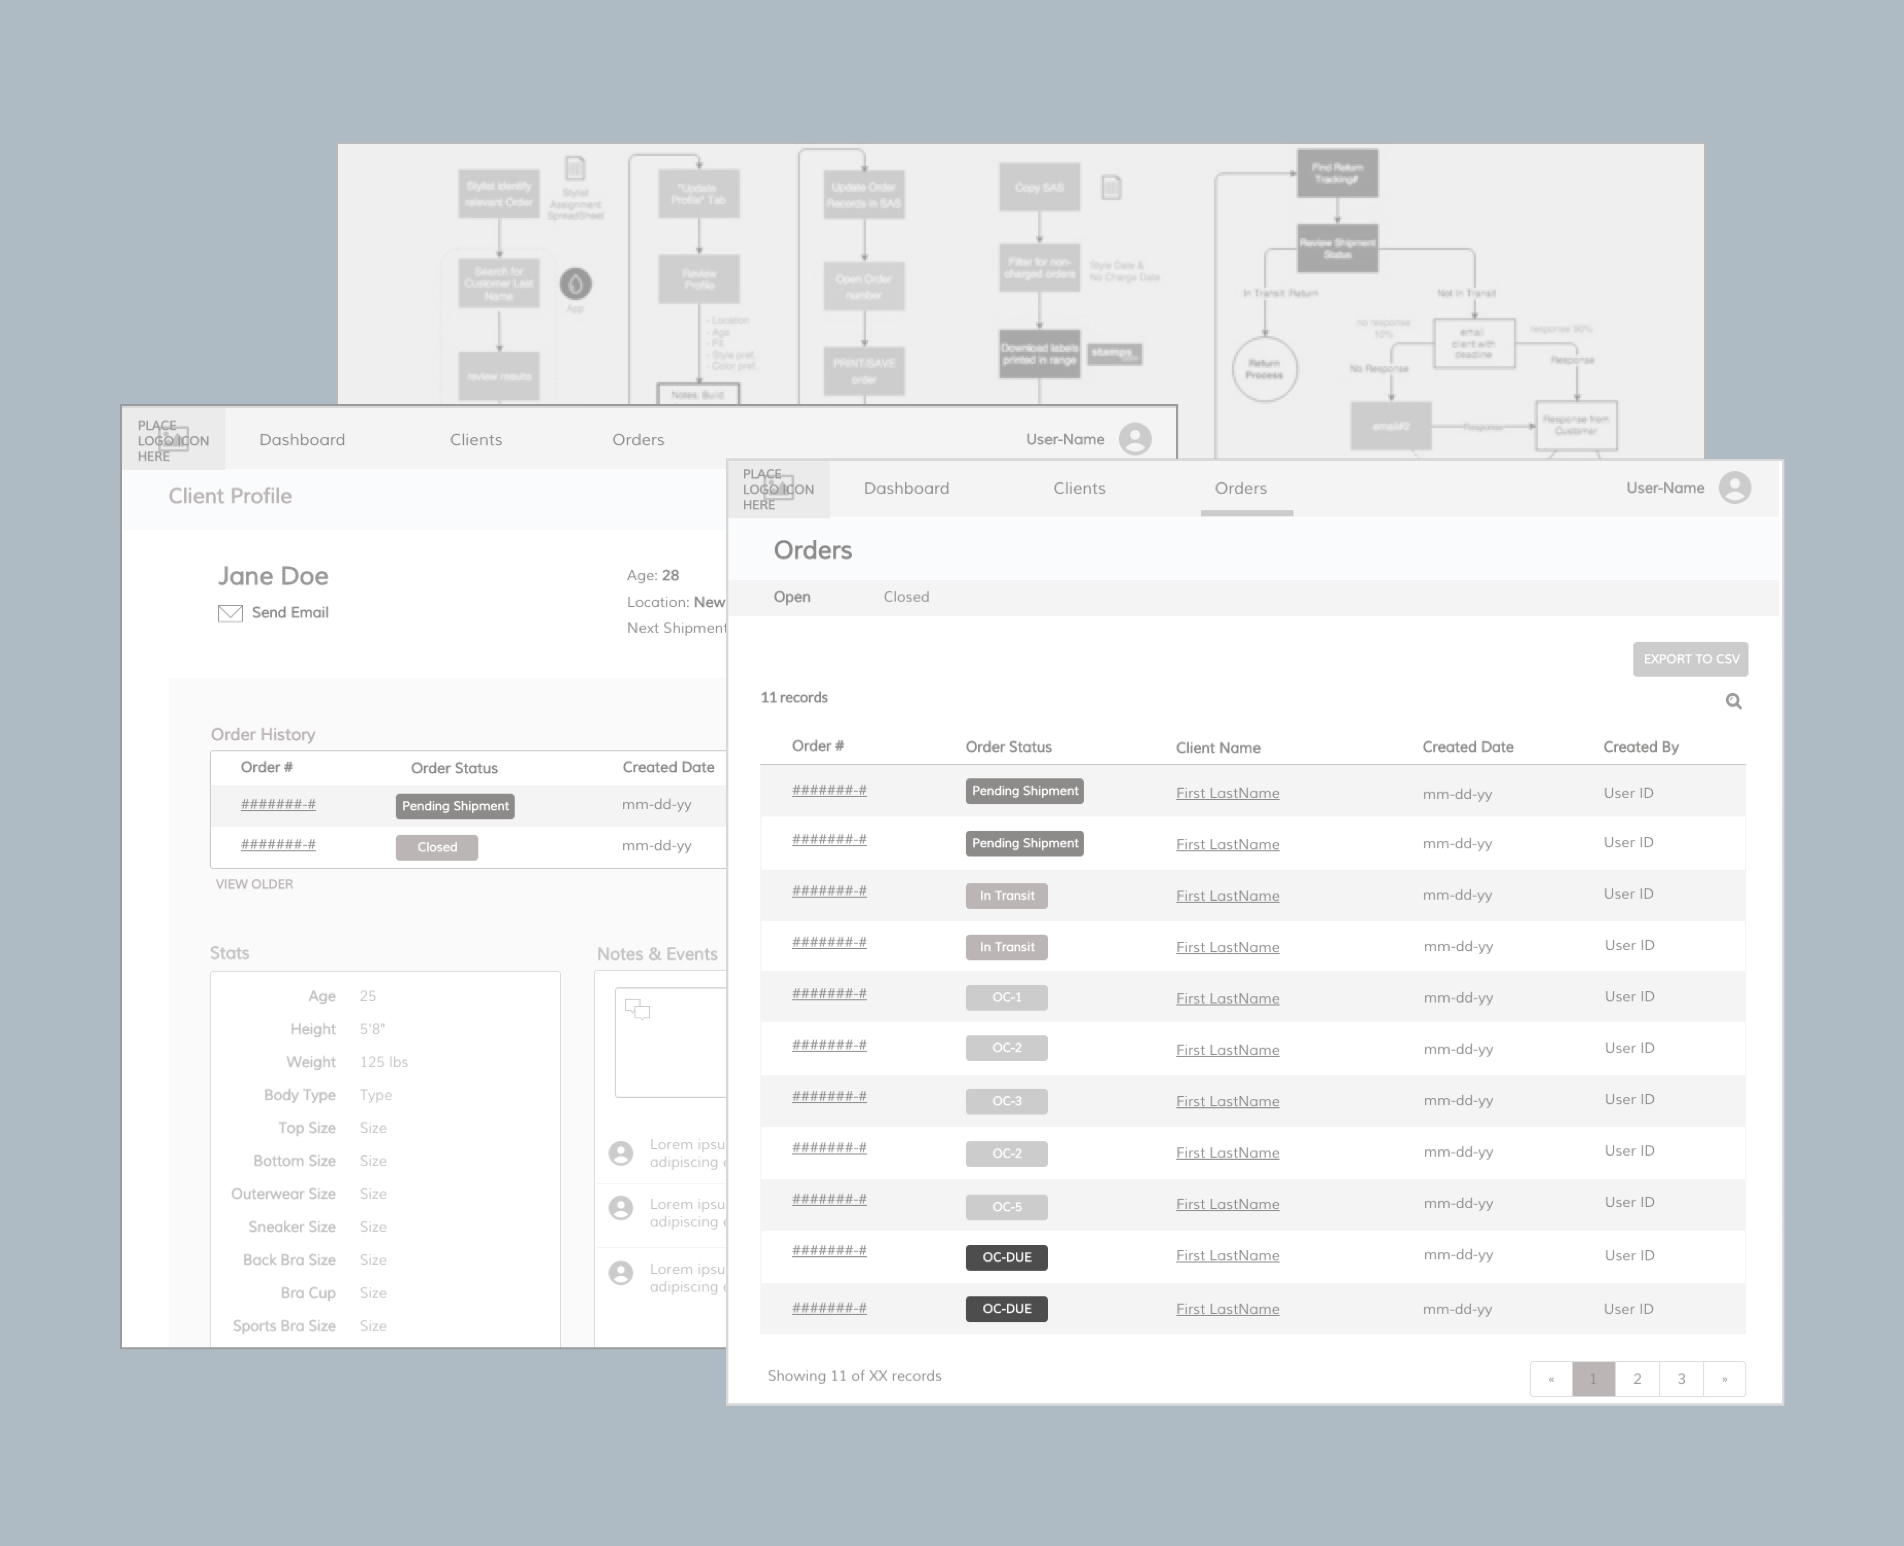 Stylist identify
relevant Order
Stylist
Assignment
SpreadSheet
Search for
Customer Last
Name
App
review results
"Update
Profile" Tab
Review
Profile
- Location
- Age
- Fit
- Style pref.
- Color pref.
Notes: Build
Update Order
Records in SAS
Open Order
number
PRINT/SAVE
order
Copy SAS
Filter for non-
charged orders
Style Date &
No Charge Date
Download labels
printed in range
stamps
Find Return
Tracking#
Review Shipment
Status
In Transit Return
Not In Transit
Return
Process
no response
10%
email
client with
deadline
response 90%
No Response
Response
email#2
Response
Response from
Customer
PLACE
LOGO ICON
HERE
Dashboard
Clients
Orders
User-Name
Client Profile
Jane Doe
Send Email
Age: 28
Location: New
Next Shipment
Order History
Order #
Order Status
Created Date
#######-#
Pending Shipment
mm-dd-yy
#######-#
Closed
mm-dd-yy
VIEW OLDER
Stats
Age 25
Height 5'8"
Weight 125 lbs
Body Type Type
Top Size Size
Bottom Size Size
Outerwear Size Size
Sneaker Size Size
Back Bra Size Size
Bra Cup Size
Sports Bra Size Size
Notes & Events
Lorem ipsu
adipiscing
Lorem ipsu
adipiscing
Lorem ipsu
adipiscing
PLACE
LOGO ICON
HERE
Dashboard
Clients
Orders
User-Name
Orders
Open
Closed
EXPORT TO CSV
11 records
Order # Order Status Client Name Created Date Created By
#######-# Pending Shipment First LastName mm-dd-yy User ID
#######-# Pending Shipment First LastName mm-dd-yy User ID
#######-# In Transit First LastName mm-dd-yy User ID
#######-# In Transit First LastName mm-dd-yy User ID
#######-# OC-1 First LastName mm-dd-yy User ID
#######-# OC-2 First LastName mm-dd-yy User ID
#######-# OC-3 First LastName mm-dd-yy User ID
#######-# OC-2 First LastName mm-dd-yy User ID
#######-# OC-5 First LastName mm-dd-yy User ID
#######-# OC-DUE First LastName mm-dd-yy User ID
#######-# OC-DUE First LastName mm-dd-yy User ID
Showing 11 of XX records
« 1 2 3 »